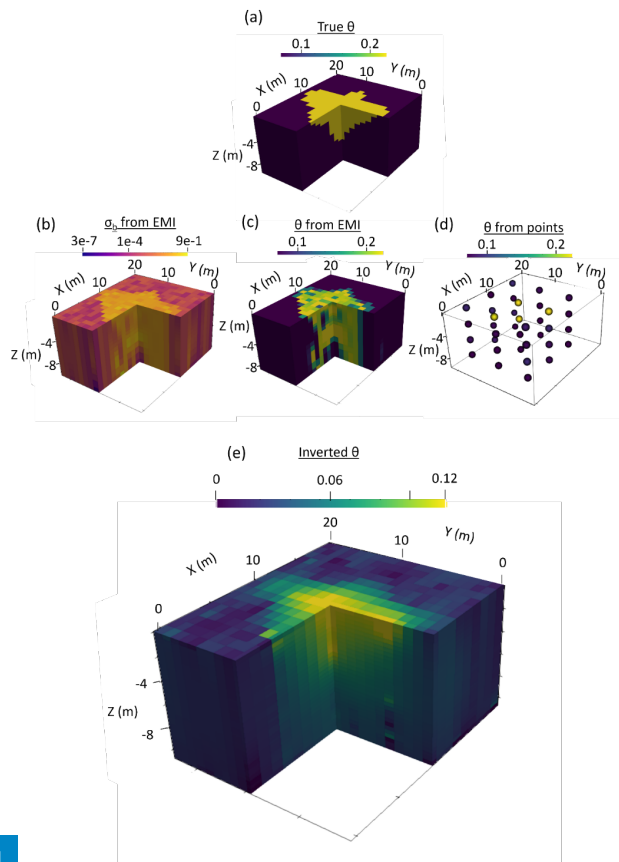 (a)
True θ
0.1 0.2
20
10 0
X (m) 10 Y (m)
0
-4
Z (m)
-8
(b) σb from EMI
3e-7 1e-4 9e-1
20
10 0
X (m) 10 Y (m)
0
-4
Z (m)
-8
(c) θ from EMI
0.1 0.2
20
10 0
X (m) 10 Y (m)
0
-4
Z (m)
-8
(d) θ from points
0.1 0.2
20
10 0
X (m) 10 Y (m)
0
-4
Z (m)
-8
(e) Inverted θ
0 0.06 0.12
20
Y (m)
10
X (m) 10 0
0
-4
Z (m)
-8